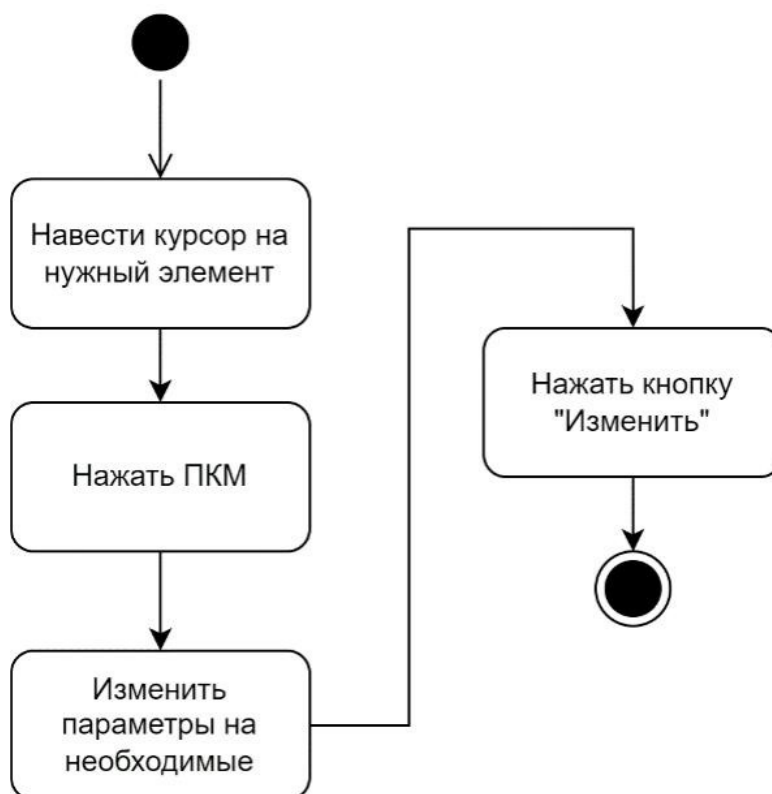 Навести курсор на
нужный элемент
Нажать ПКМ
Изменить
параметры на
необходимые
Нажать кнопку
"Изменить"